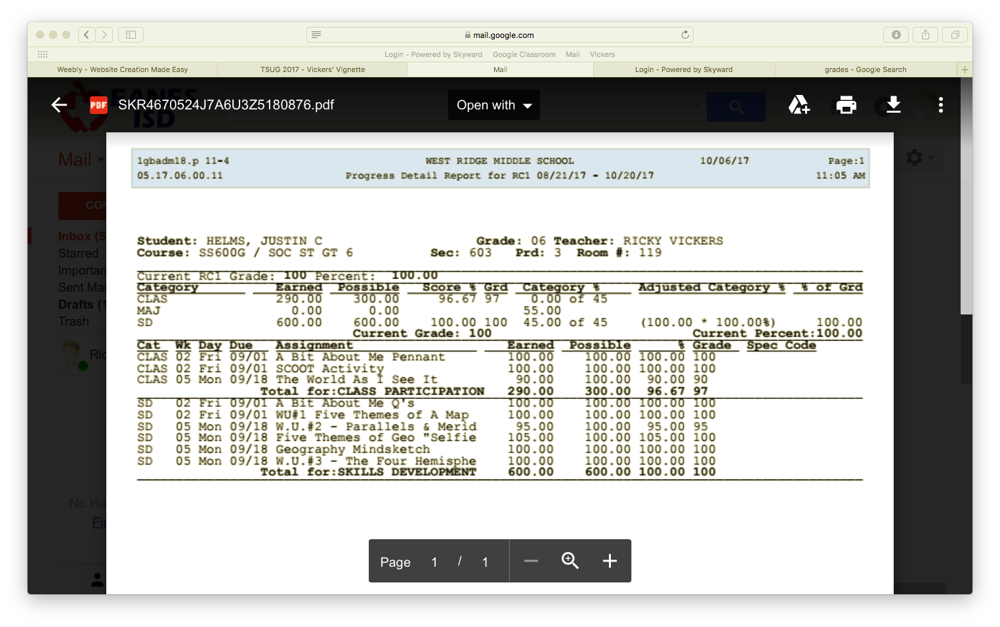 mail.google.com
Login - Powered by Skyward Google Classroom Mail Vickers
Weebly - Website Creation Made Easy TSUG 2017 - Vickers' Vignette Mail Login - Powered by Skyward grades - Google Search
EANES
ISD
PDF SKR4670524J7A6U3Z5180876.pdf Open with
Mail
Inbox (5
Starred
Importan
Sent Mai
Drafts (1
Trash
Ric
No Ha
Fin
1gbadm18.p 11-4 WEST RIDGE MIDDLE SCHOOL 10/06/17 Page:1
05.17.06.00.11 Progress Detail Report for RC1 08/21/17 - 10/20/17 11:05 AM
Student: HELMS, JUSTIN C Grade: 06 Teacher: RICKY VICKERS
Course: SS600G / SOC ST GT 6 Sec: 603 Prd: 3 Room #: 119
Current RC1 Grade: 100 Percent: 100.00
Category Earned Possible Score % Grd Category % Adjusted Category % % of Grd
CLAS 290.00 300.00 96.67 97 0.00 of 45
MAJ 0.00 0.00 55.00
SD 600.00 600.00 100.00 100 45.00 of 45 (100.00 * 100.00%) 100.00
Current Grade: 100 Current Percent:100.00
Cat Wk Day Due Assignment Earned Possible % Grade Spec Code
CLAS 02 Fri 09/01 A Bit About Me Pennant 100.00 100.00 100.00 100
CLAS 02 Fri 09/01 SCOOT Activity 100.00 100.00 100.00 100
CLAS 05 Mon 09/18 The World As I See It 90.00 100.00 90.00 90
Total for:CLASS PARTICIPATION 290.00 300.00 96.67 97
SD 02 Fri 09/01 A Bit About Me Q's 100.00 100.00 100.00 100
SD 02 Fri 09/01 WU#1 Five Themes of A Map 100.00 100.00 100.00 100
SD 05 Mon 09/18 W.U.#2 - Parallels & Merid 95.00 100.00 95.00 95
SD 05 Mon 09/18 Five Themes of Geo "Selfie 105.00 100.00 105.00 100
SD 05 Mon 09/18 Geography Mindsketch 100.00 100.00 100.00 100
SD 05 Mon 09/18 W.U.#3 - The Four Hemisphe 100.00 100.00 100.00 100
Total for:SKILLS DEVELOPMENT 600.00 600.00 100.00 100
Page 1 / 1